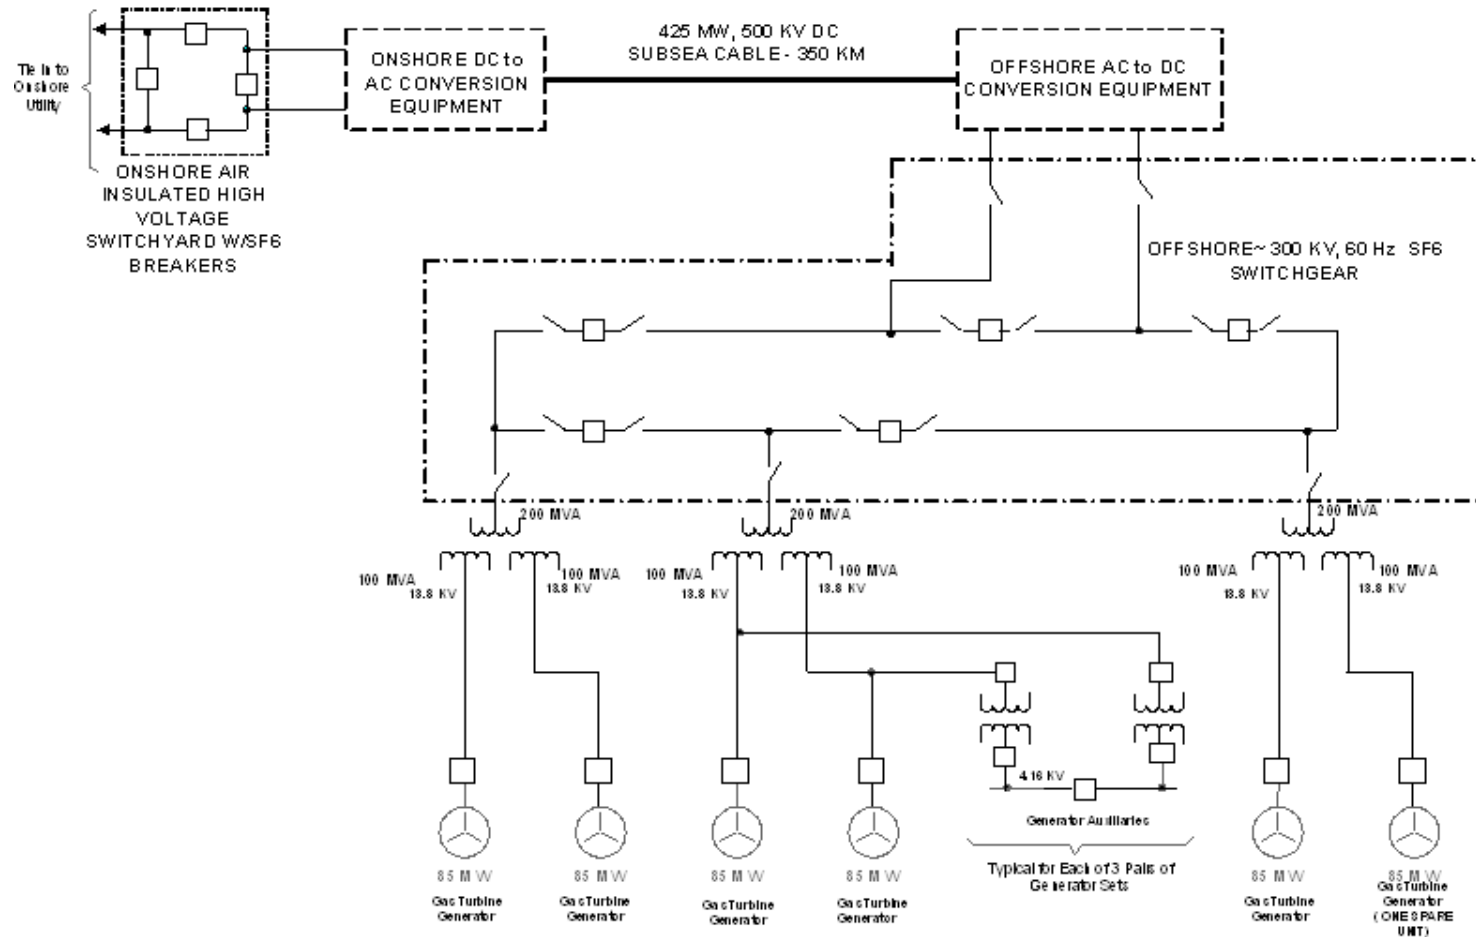 Tie In to
Onshore
Utility
ONSHORE AIR
INSULATED HIGH
VOLTAGE
SWITCHYARD W/SF6
BREAKERS
ONSHORE DC to
AC CONVERSION
EQUIPMENT
425 MW, 500 KV DC
SUBSEA CABLE - 350 KM
OFFSHORE AC to DC
CONVERSION EQUIPMENT
OFFSHORE~ 300 KV, 60 Hz SF6
SWITCHGEAR
200 MVA
200 MVA
200 MVA
100 MVA
13.8 KV
100 MVA
13.8 KV
100 MVA
13.8 KV
100 MVA
13.8 KV
100 MVA
13.8 KV
100 MVA
13.8 KV
4.16 KV
Generator Auxiliaries
Typical for Each of 3 Pairs of
Generator Sets
85 MW
Gas Turbine
Generator
85 MW
Gas Turbine
Generator
85 MW
Gas Turbine
Generator
85 MW
Gas Turbine
Generator
85 MW
Gas Turbine
Generator
85 MW
Gas Turbine
Generator
(ONE SPARE
UNIT)